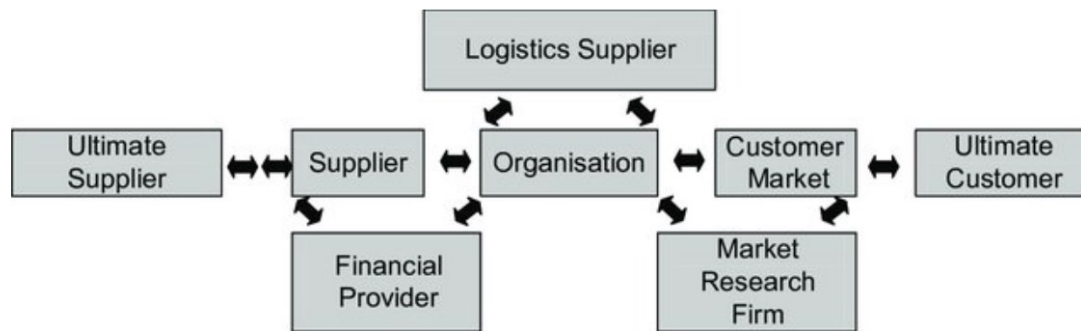 Logistics Supplier
Ultimate
Supplier
Supplier
Organisation
Customer
Market
Ultimate
Customer
Financial
Provider
Market
Research
Firm